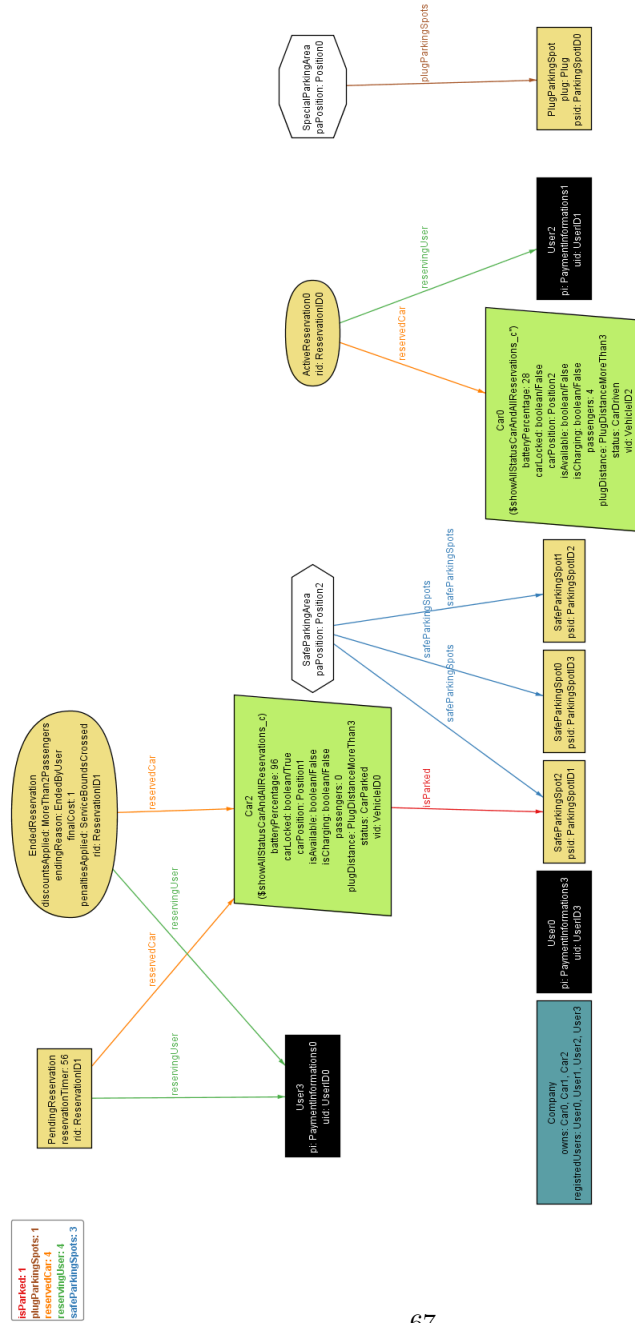 isParked: 1
plugParkingSpots: 1
reservedCar: 4
reservingUser: 4
safeParkingSpots: 3
PendingReservation
reservationTimer: 56
rid: ReservationID1
EndedReservation
discountsApplied: MoreThan2Passengers
endingReason: EndedByUser
finalCost: 1
penaltiesApplied: ServiceBoundsCrossed
rid: ReservationID1
reservingUser
reservedCar
reservingUser
reservedCar
User3
pi: PaymentInformations0
uid: UserID0
Car2
($showAllStatusCarAndAllReservations_c)
batteryPercentage: 96
carLocked: boolean/True
carPosition: Position1
isAvailable: boolean/False
isCharging: boolean/False
passengers: 0
plugDistance: PlugDistanceMoreThan3
status: CarParked
vid: VehicleID0
SafeParkingArea
paPosition: Position2
ActiveReservation0
rid: ReservationID0
SpecialParkingArea
paPosition: Position0
isParked
safeParkingSpots
safeParkingSpots
safeParkingSpots
reservedCar
reservingUser
plugParkingSpots
Company
owns: Car0, Car1, Car2
registredUsers: User0, User1, User2, User3
User0
pi: PaymentInformations3
uid: UserID3
SafeParkingSpot2
psid: ParkingSpotID1
SafeParkingSpot0
psid: ParkingSpotID3
SafeParkingSpot1
psid: ParkingSpotID2
Car0
($showAllStatusCarAndAllReservations_c")
batteryPercentage: 28
carLocked: boolean/False
carPosition: Position2
isAvailable: boolean/False
isCharging: boolean/False
passengers: 4
plugDistance: PlugDistanceMoreThan3
status: CarDriven
vid: VehicleID2
User2
pi: PaymentInformations1
uid: UserID1
PlugParkingSpot
plug: Plug
psid: ParkingSpotID0
67